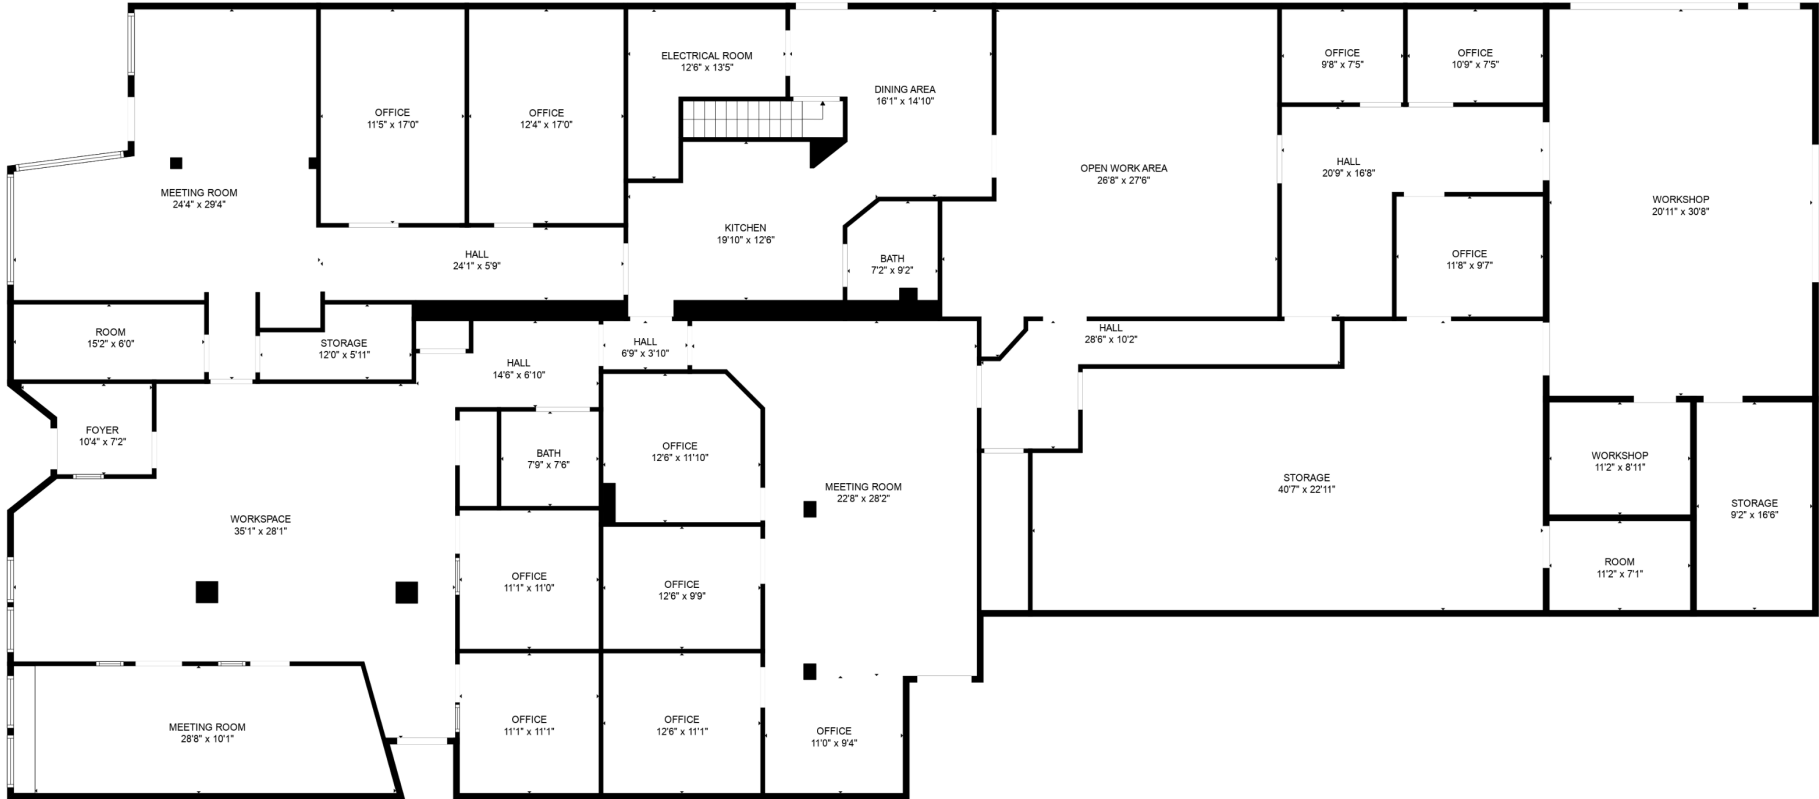 ELECTRICAL ROOM
12'6" x 13'5"
OFFICE
9'8" x 7'5"
OFFICE
10'9" x 7'5"
DINING AREA
16'1" x 14'10"
OFFICE
11'5" x 17'0"
OFFICE
12'4" x 17'0"
OPEN WORK AREA
26'8" x 27'6"
HALL
20'9" x 16'8"
MEETING ROOM
24'4" x 29'4"
WORKSHOP
20'11" x 30'8"
KITCHEN
19'10" x 12'6"
HALL
24'1" x 5'9"
BATH
7'2" x 9'2"
OFFICE
11'8" x 9'7"
ROOM
15'2" x 6'0"
STORAGE
12'0" x 5'11"
HALL
6'9" x 3'10"
HALL
28'6" x 10'2"
HALL
14'6" x 6'10"
FOYER
10'4" x 7'2"
BATH
7'9" x 7'6"
OFFICE
12'6" x 11'10"
WORKSHOP
11'2" x 8'11"
MEETING ROOM
22'8" x 28'2"
STORAGE
40'7" x 22'11"
STORAGE
9'2" x 16'6"
WORKSPACE
35'1" x 28'1"
ROOM
11'2" x 7'1"
OFFICE
11'1" x 11'0"
OFFICE
12'6" x 9'9"
MEETING ROOM
28'8" x 10'1"
OFFICE
11'1" x 11'1"
OFFICE
12'6" x 11'1"
OFFICE
11'0" x 9'4"